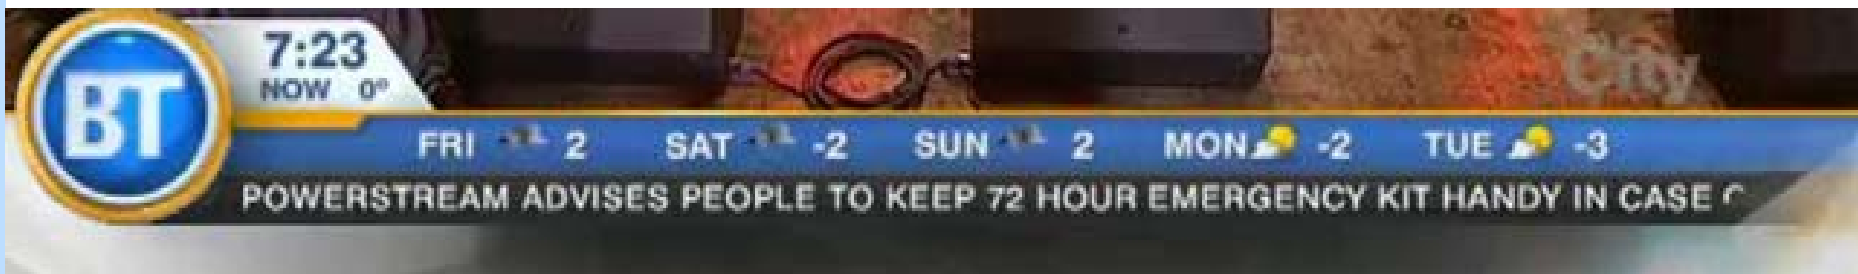 BT
7:23
NOW 0°
City
FRI 2 SAT -2 SUN 2 MON -2 TUE -3
POWERSTREAM ADVISES PEOPLE TO KEEP 72 HOUR EMERGENCY KIT HANDY IN CASE